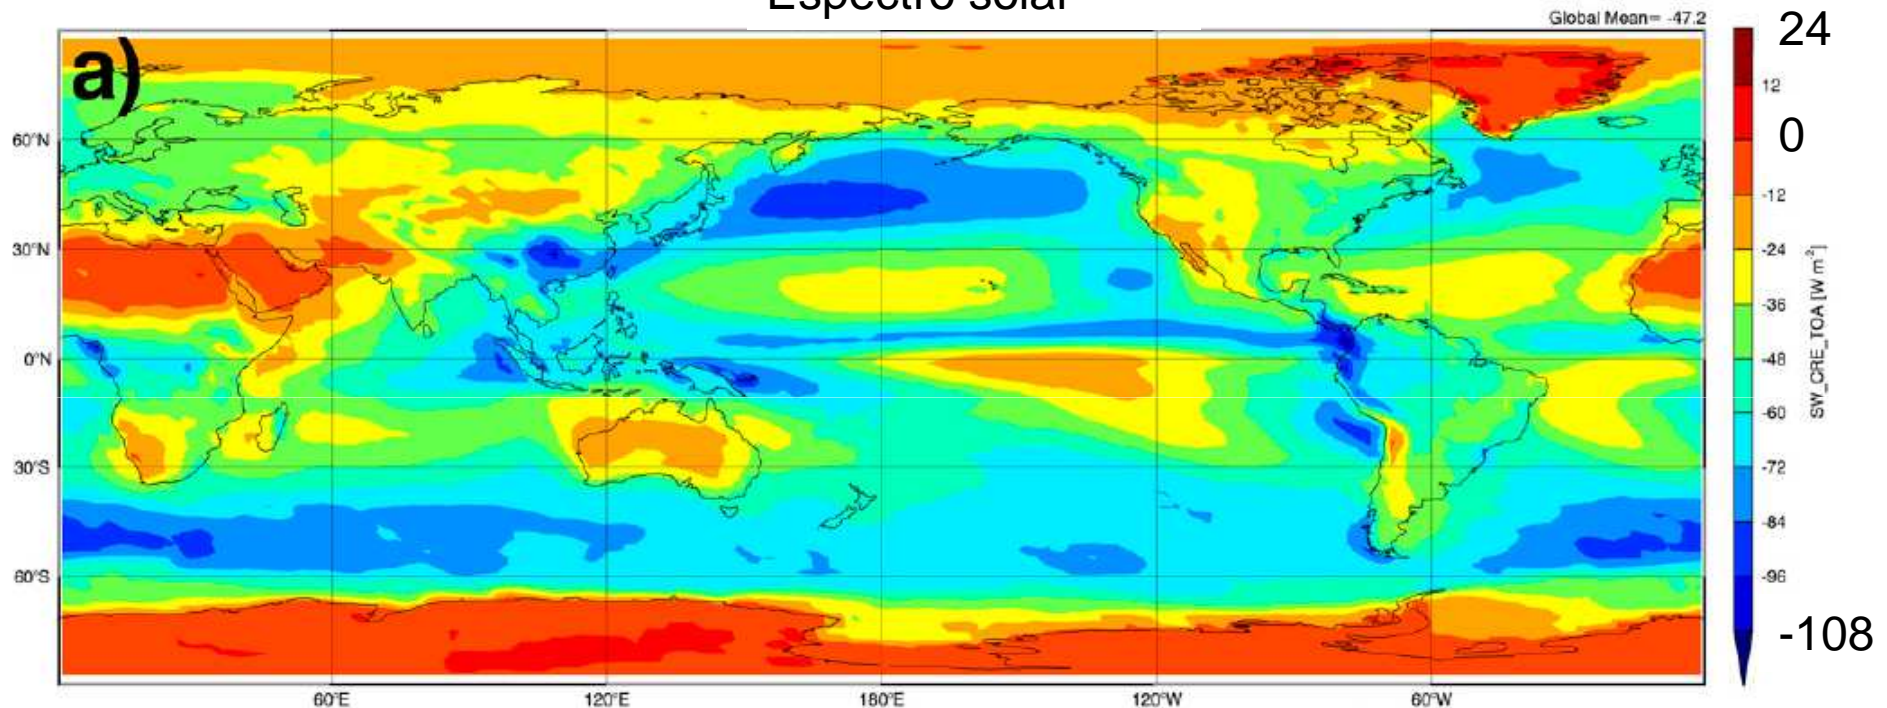 Espectro solar
Global Mean= -47.2
a)
60°N
30°N
0°N
30°S
60°S
60°E
120°E
180°E
120°W
60°W
24
12
0
-12
-24
-36
-48
-60
-72
-84
-96
-108
SW_CRE_TOA [W m-2]